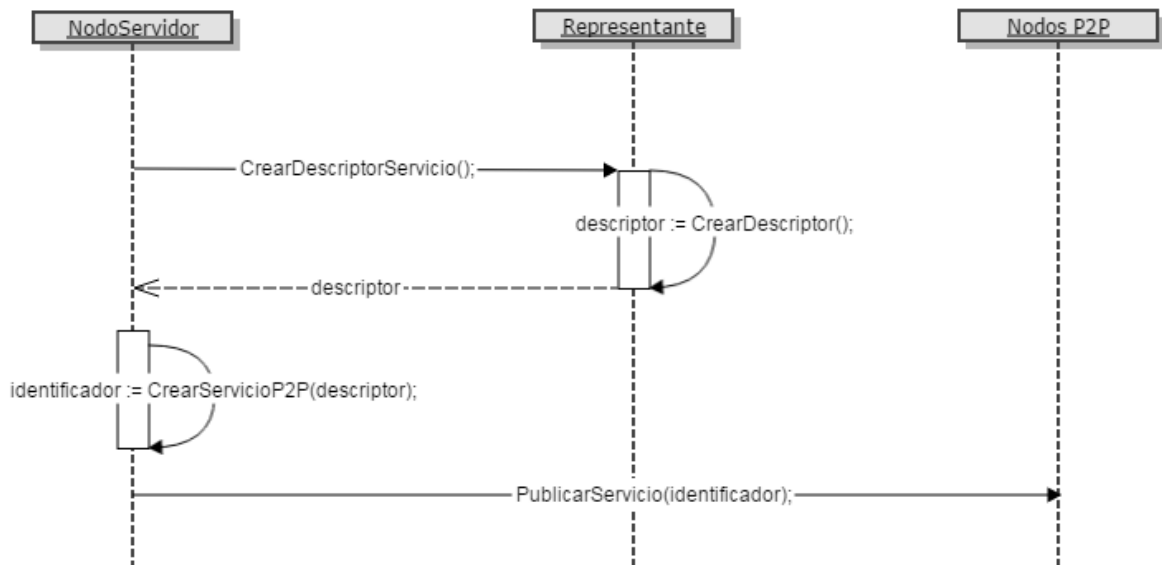 NodoServidor
Representante
Nodos P2P
CrearDescriptorServicio();
descriptor := CrearDescriptor();
descriptor
identificador := CrearServicioP2P(descriptor);
PublicarServicio(identificador);